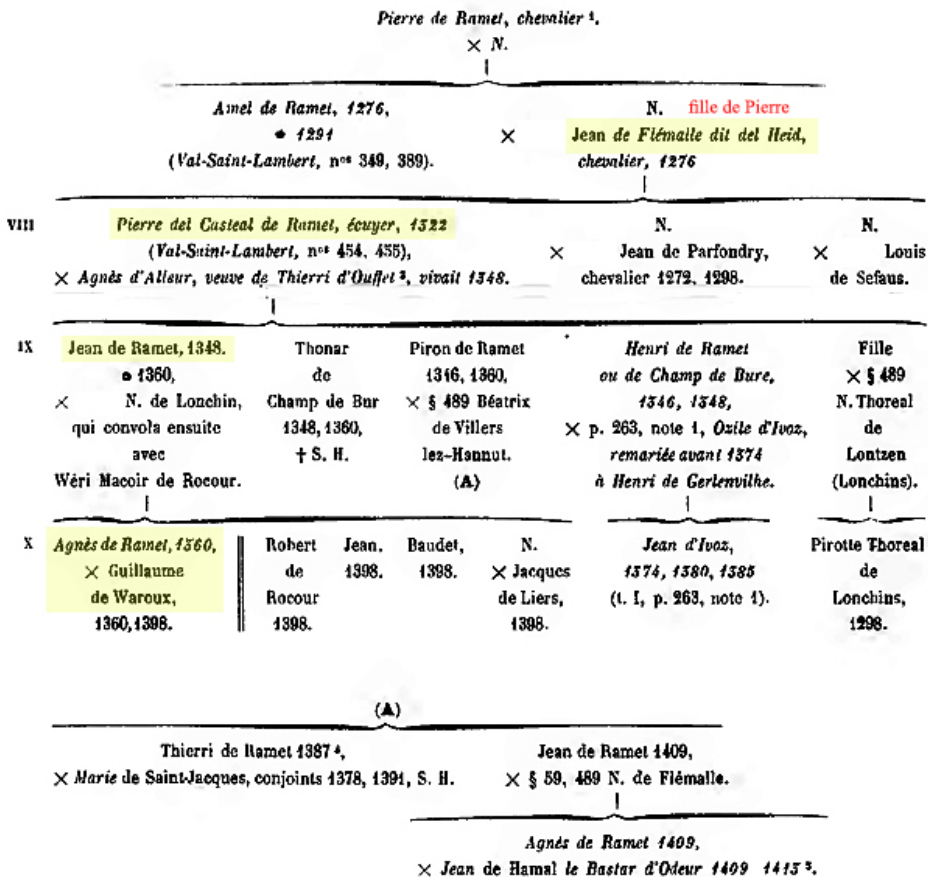 Pierre de Ramet, chevalier ¹.
× N.
Amel de Ramet, 1276,
● 1291
(Val-Saint-Lambert, nᵒˢ 349, 389).
N. fille de Pierre
× Jean de Flémalle dit del Heid,
chevalier, 1276
VIII
Pierre del Casteal de Ramet, écuyer, 1322
(Val-Saint-Lambert, nᵒˢ 454, 455),
× Agnès d'Alleur, veuve de Thierri d'Ouffet ³, vivait 1348.
N.
× Jean de Parfondry,
chevalier 1272, 1298.
N.
× Louis
de Sefaus.
IX
Jean de Ramet, 1348.
● 1360,
× N. de Lonchin,
qui convola ensuite
avec
Wéri Macoir de Rocour.
Thonar
de
Champ de Bur
1348, 1360,
† S. H.
Piron de Ramet
1316, 1360,
× § 489 Béatrix
de Villers
lez-Hannut.
(A)
Henri de Ramet
ou de Champ de Bure,
1346, 1348,
× p. 263, note 1, Ozile d'Ivoz,
remariée avant 1374
à Henri de Gerlenvilhe.
Fille
× § 489
N. Thoreal
de
Lontzen
(Lonchins).
X
Agnès de Ramet, 1360,
× Guillaume
de Waroux,
1360, 1398.
Robert
de
Rocour
1398.
Jean.
1398.
Baudet,
1398.
N.
× Jacques
de Liers,
1398.
Jean d'Ivoz,
1374, 1380, 1385
(t. I, p. 263, note 1).
Pirotte Thoreal
de
Lonchins,
1298.
(A)
Thierri de Ramet 1387 ⁴,
× Marie de Saint-Jacques, conjoints 1378, 1391, S. H.
Jean de Ramet 1409,
× § 59, 489 N. de Flémalle.
Agnès de Ramet 1409,
× Jean de Hamal le Bastar d'Odeur 1409 1413 ⁵.